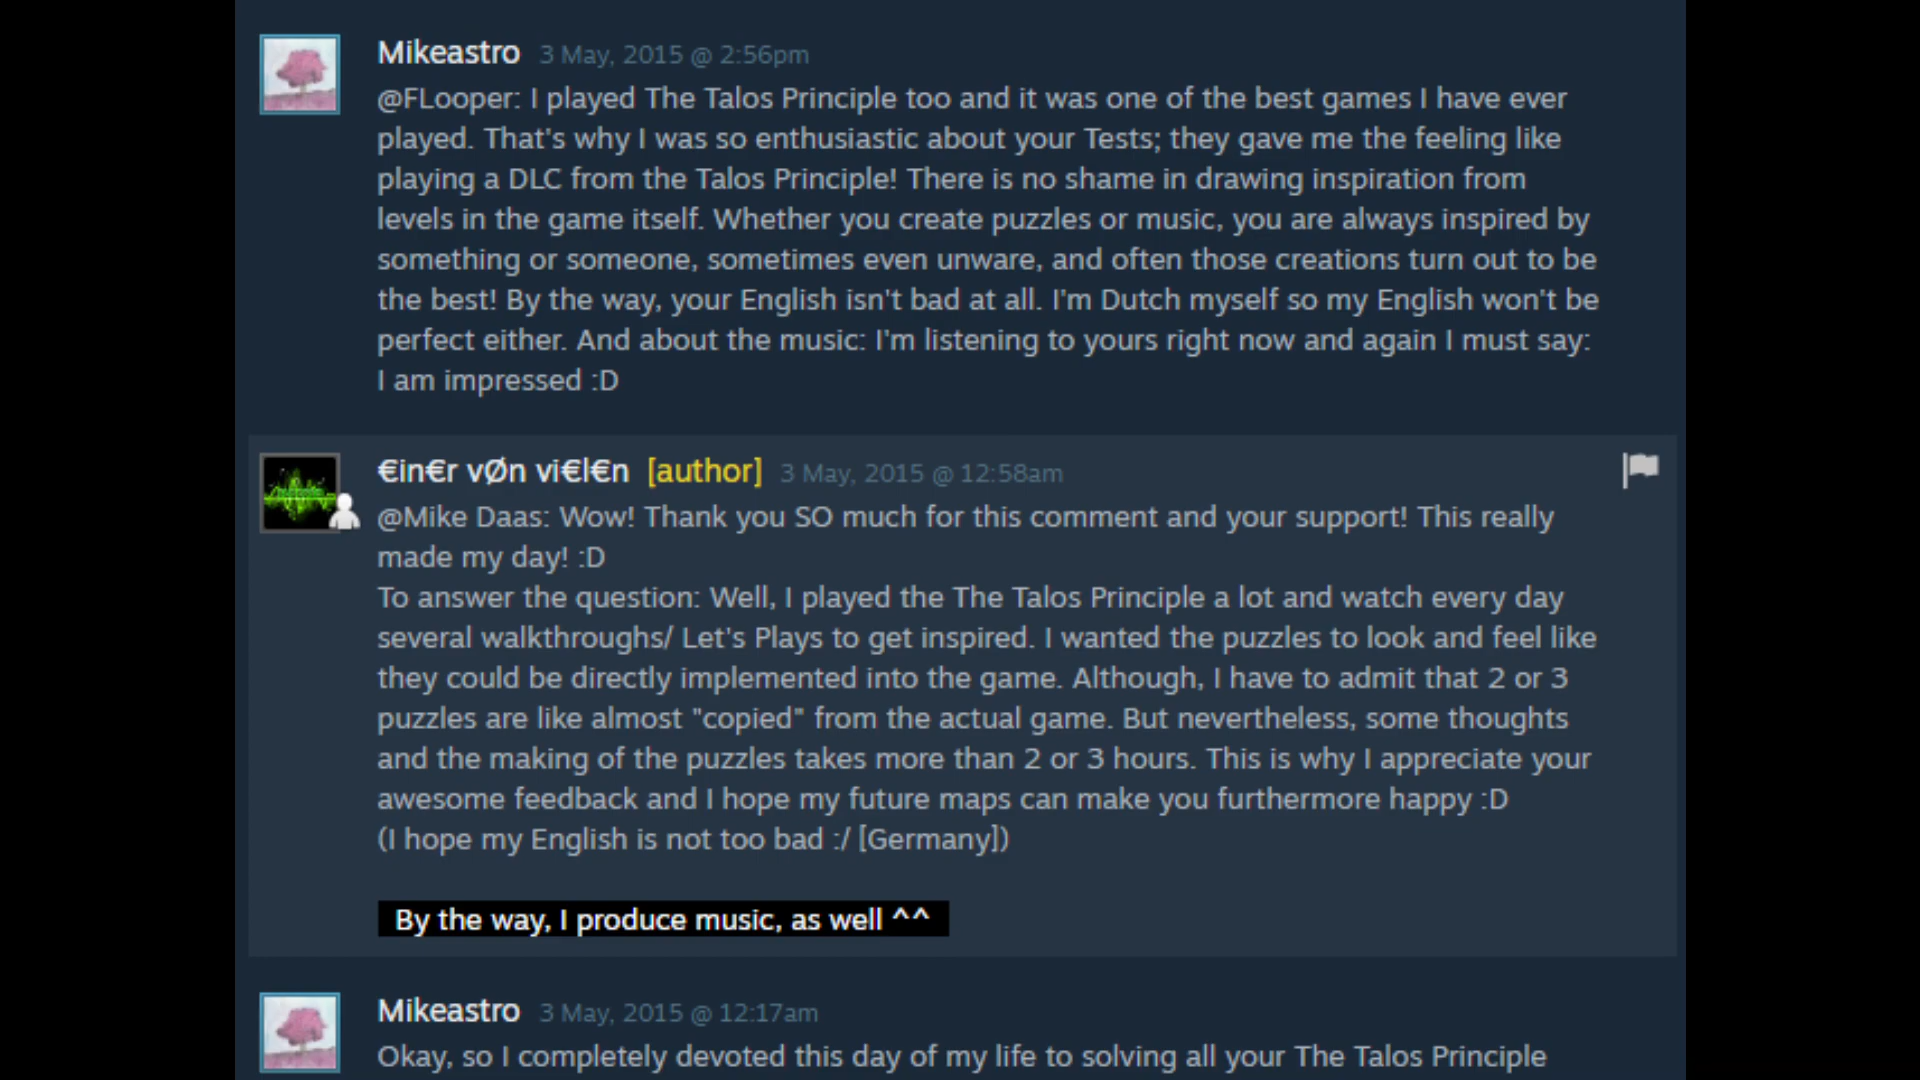 Mikeastro 3 May, 2015 @ 2:56pm
@FLooper: I played The Talos Principle too and it was one of the best games I have ever
played. That's why I was so enthusiastic about your Tests; they gave me the feeling like
playing a DLC from the Talos Principle! There is no shame in drawing inspiration from
levels in the game itself. Whether you create puzzles or music, you are always inspired by
something or someone, sometimes even unware, and often those creations turn out to be
the best! By the way, your English isn't bad at all. I'm Dutch myself so my English won't be
perfect either. And about the music: I'm listening to yours right now and again I must say:
I am impressed :D
€in€r vØn vi€l€n [author] 3 May, 2015 @ 12:58am
@Mike Daas: Wow! Thank you SO much for this comment and your support! This really
made my day! :D
To answer the question: Well, I played the The Talos Principle a lot and watch every day
several walkthroughs/ Let's Plays to get inspired. I wanted the puzzles to look and feel like
they could be directly implemented into the game. Although, I have to admit that 2 or 3
puzzles are like almost "copied" from the actual game. But nevertheless, some thoughts
and the making of the puzzles takes more than 2 or 3 hours. This is why I appreciate your
awesome feedback and I hope my future maps can make you furthermore happy :D
(I hope my English is not too bad :/ [Germany])
By the way, I produce music, as well ^^
Mikeastro 3 May, 2015 @ 12:17am
Okay, so I completely devoted this day of my life to solving all your The Talos Principle